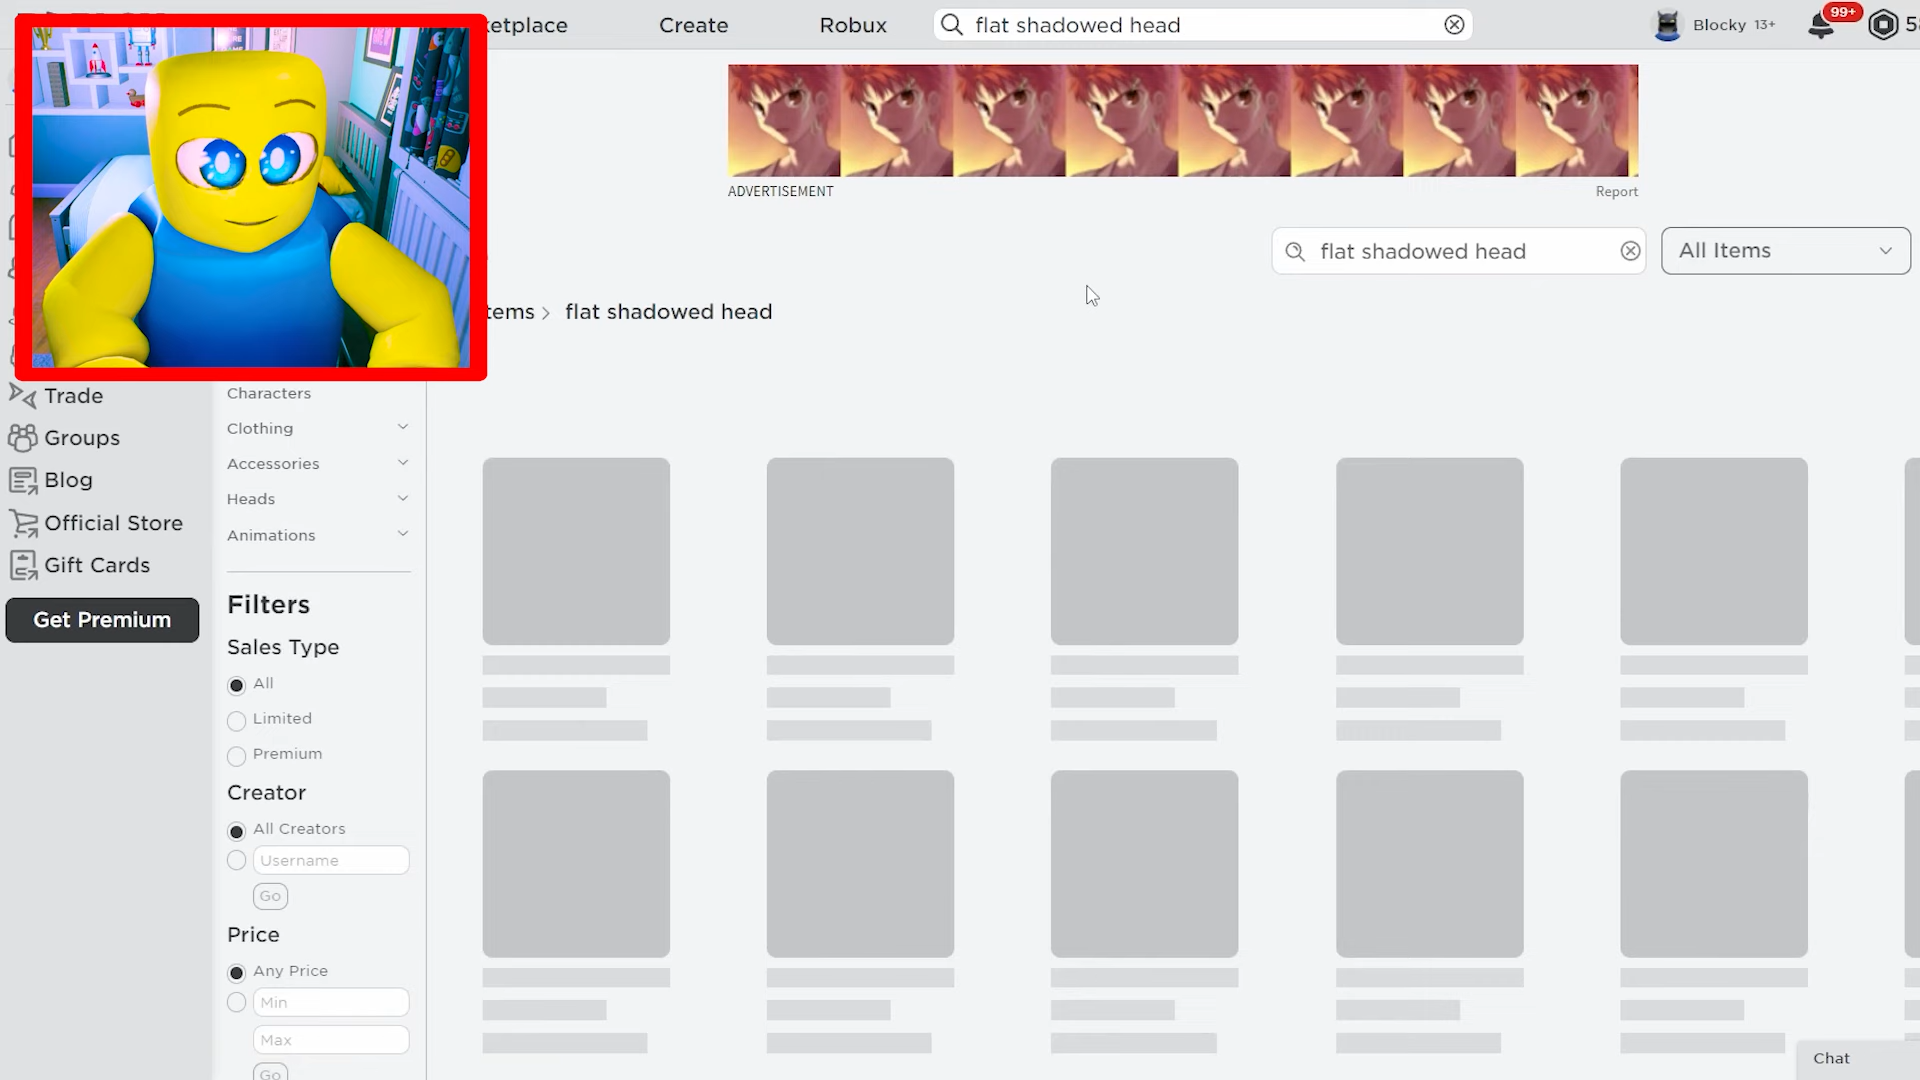 ketplace
Create
Robux
flat shadowed head
Blocky 13+
99+
ADVERTISEMENT
Report
flat shadowed head
All Items
tems > flat shadowed head
Trade
Groups
Blog
Official Store
Gift Cards
Get Premium
Characters
Clothing
Accessories
Heads
Animations
Filters
Sales Type
All
Limited
Premium
Creator
All Creators
Username
Go
Price
Any Price
Min
Max
Go
Chat